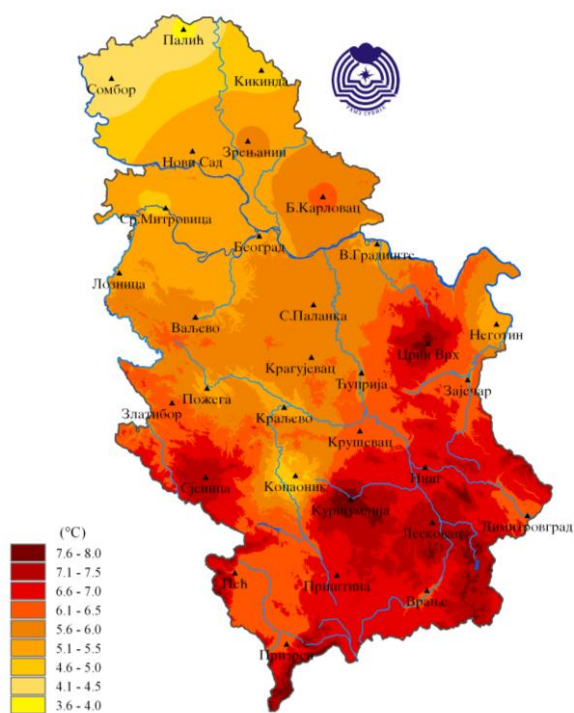 Палић
Сомбор
Кикинда
Зрењанин
Нови Сад
Б.Карловац
Ср.Митровица
Београд
В.Градиште
Лозница
С.Паланка
Ваљево
Неготин
Црни Врх
Крагујевац
Ћуприја
Зајечар
Пожега
Златибор
Краљево
Крушевац
Ниш
Сјеница
Копаоник
Куршумлија
Димитровград
Лесковац
(°C)
7.6 - 8.0
7.1 - 7.5
6.6 - 7.0
6.1 - 6.5
5.6 - 6.0
5.1 - 5.5
4.6 - 5.0
4.1 - 4.5
3.6 - 4.0
Пећ
Приштина
Врање
Призрен